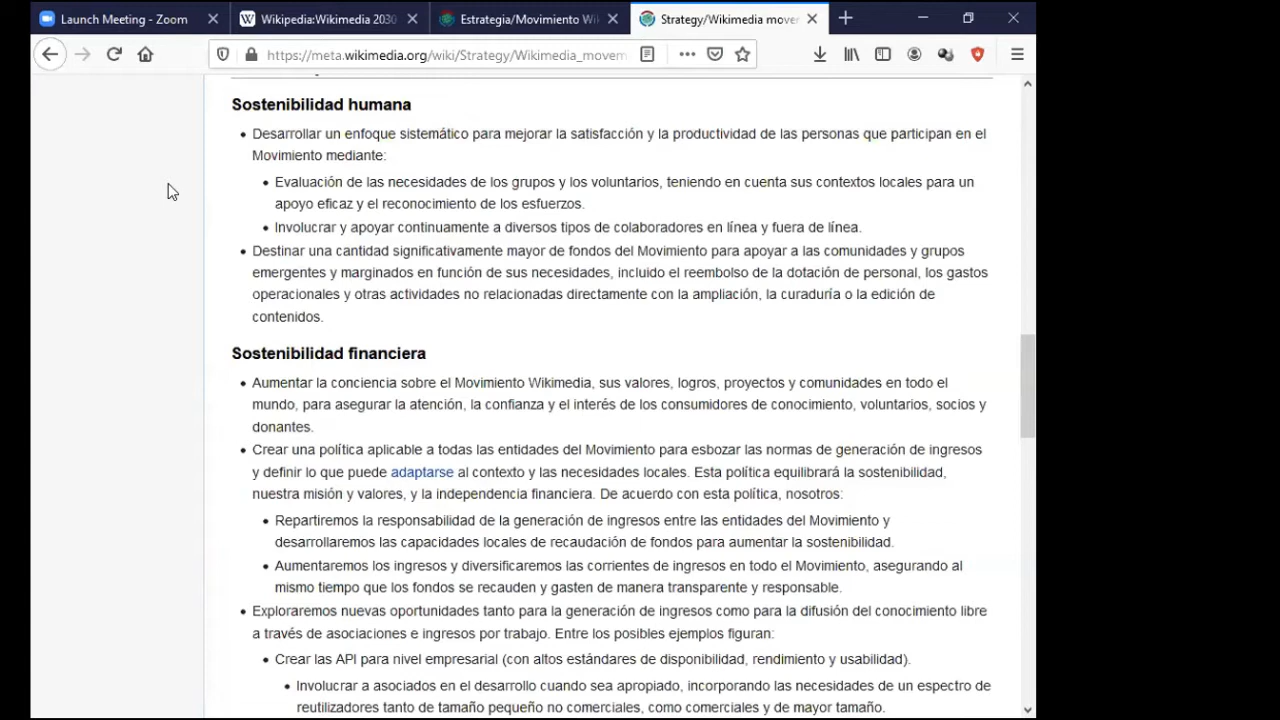 Launch Meeting - Zoom
Wikipedia:Wikimedia 2030
Estrategia/Movimiento Wi
Strategy/Wikimedia mover
https://meta.wikimedia.org/wiki/Strategy/Wikimedia_movem
Sostenibilidad humana
Desarrollar un enfoque sistemático para mejorar la satisfacción y la productividad de las personas que participan en el
Movimiento mediante:
Evaluación de las necesidades de los grupos y los voluntarios, teniendo en cuenta sus contextos locales para un
apoyo eficaz y el reconocimiento de los esfuerzos.
Involucrar y apoyar continuamente a diversos tipos de colaboradores en línea y fuera de línea.
Destinar una cantidad significativamente mayor de fondos del Movimiento para apoyar a las comunidades y grupos
emergentes y marginados en función de sus necesidades, incluido el reembolso de la dotación de personal, los gastos
operacionales y otras actividades no relacionadas directamente con la ampliación, la curaduría o la edición de
contenidos.
Sostenibilidad financiera
Aumentar la conciencia sobre el Movimiento Wikimedia, sus valores, logros, proyectos y comunidades en todo el
mundo, para asegurar la atención, la confianza y el interés de los consumidores de conocimiento, voluntarios, socios y
donantes.
Crear una política aplicable a todas las entidades del Movimiento para esbozar las normas de generación de ingresos
y definir lo que puede adaptarse al contexto y las necesidades locales. Esta política equilibrará la sostenibilidad,
nuestra misión y valores, y la independencia financiera. De acuerdo con esta política, nosotros:
Repartiremos la responsabilidad de la generación de ingresos entre las entidades del Movimiento y
desarrollaremos las capacidades locales de recaudación de fondos para aumentar la sostenibilidad.
Aumentaremos los ingresos y diversificaremos las corrientes de ingresos en todo el Movimiento, asegurando al
mismo tiempo que los fondos se recauden y gasten de manera transparente y responsable.
Exploraremos nuevas oportunidades tanto para la generación de ingresos como para la difusión del conocimiento libre
a través de asociaciones e ingresos por trabajo. Entre los posibles ejemplos figuran:
Crear las API para nivel empresarial (con altos estándares de disponibilidad, rendimiento y usabilidad).
Involucrar a asociados en el desarrollo cuando sea apropiado, incorporando las necesidades de un espectro de
reutilizadores tanto de tamaño pequeño no comerciales, como comerciales y de mayor tamaño.